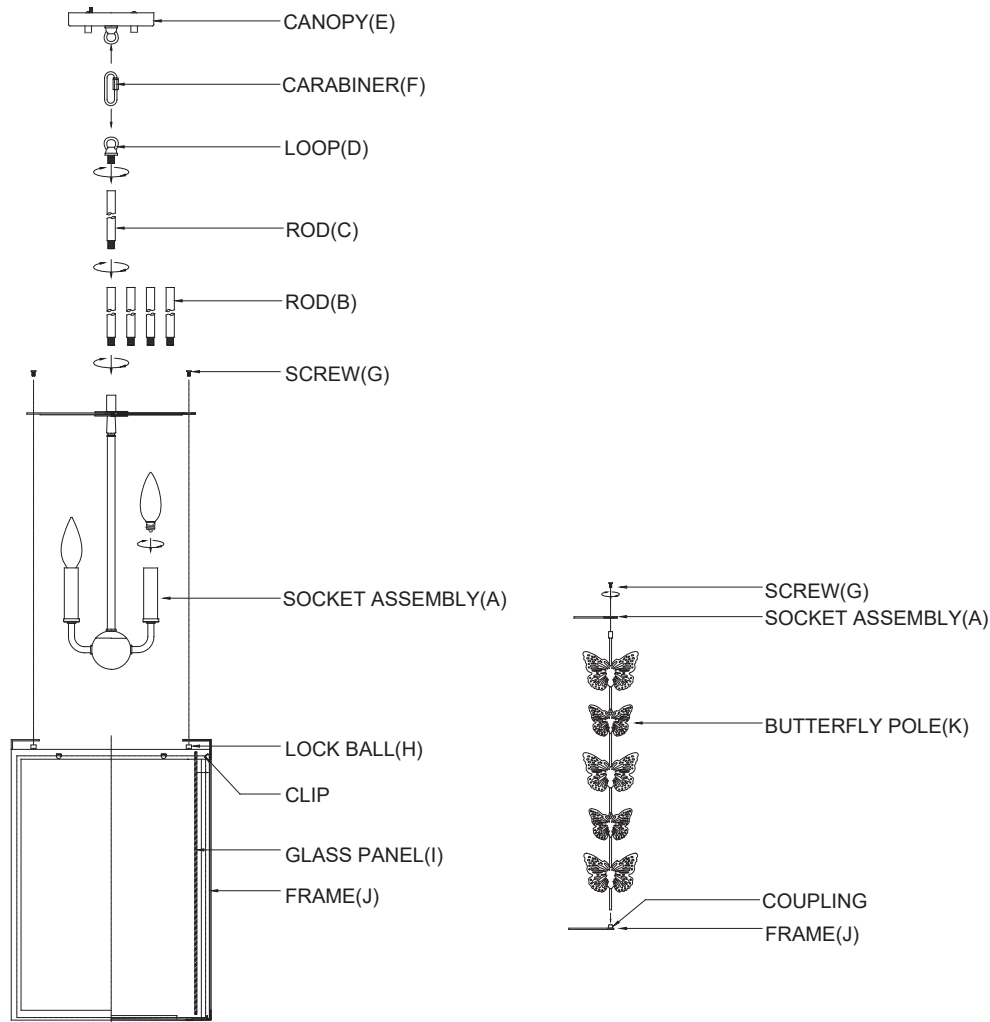 CANOPY(E)
CARABINER(F)
LOOP(D)
ROD(C)
ROD(B)
SCREW(G)
SOCKET ASSEMBLY(A)
LOCK BALL(H)
CLIP
GLASS PANEL(I)
FRAME(J)
SCREW(G)
SOCKET ASSEMBLY(A)
BUTTERFLY POLE(K)
COUPLING
FRAME(J)